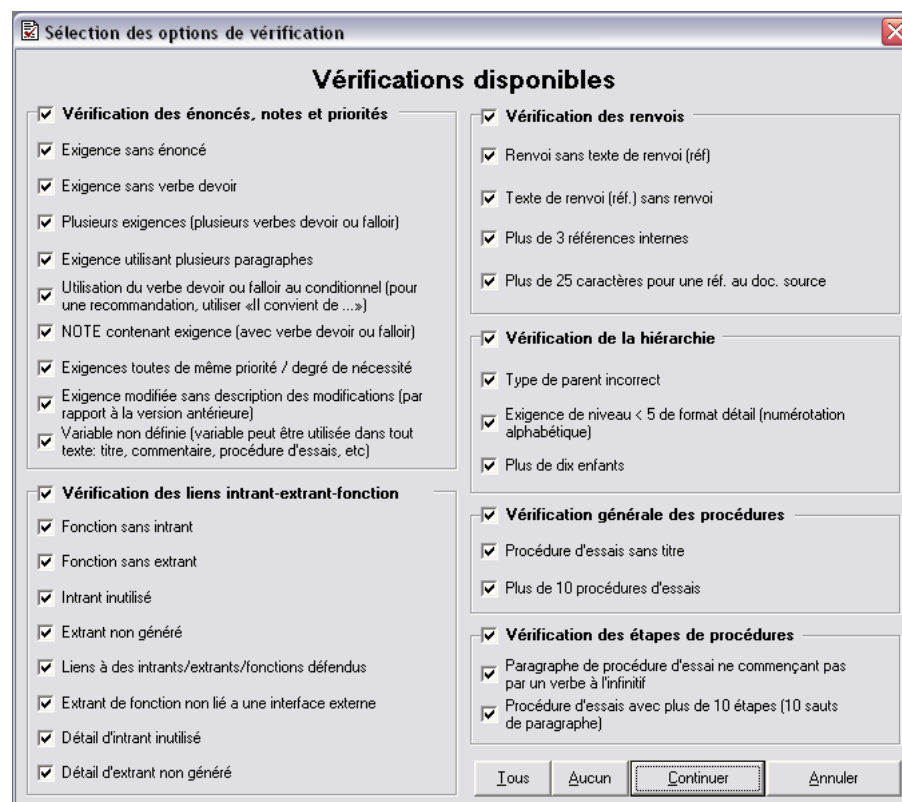 Sélection des options de vérification
Vérifications disponibles
Vérification des énoncés, notes et priorités
Exigence sans énoncé
Exigence sans verbe devoir
Plusieurs exigences (plusieurs verbes devoir ou falloir)
Exigence utilisant plusieurs paragraphes
Utilisation du verbe devoir ou falloir au conditionnel (pour
une recommandation, utiliser «Il convient de ...»)
NOTE contenant exigence (avec verbe devoir ou falloir)
Exigences toutes de même priorité / degré de nécessité
Exigence modifiée sans description des modifications (par
rapport à la version antérieure)
Variable non définie (variable peut être utilisée dans tout
texte: titre, commentaire, procédure d'essais, etc)
Vérification des liens intrant-extrant-fonction
Fonction sans intrant
Fonction sans extrant
Intrant inutilisé
Extrant non généré
Liens à des intrants/extrants/fonctions défendus
Extrant de fonction non lié a une interface externe
Détail d'intrant inutilisé
Détail d'extrant non généré
Vérification des renvois
Renvoi sans texte de renvoi (réf)
Texte de renvoi (réf.) sans renvoi
Plus de 3 références internes
Plus de 25 caractères pour une réf. au doc. source
Vérification de la hiérarchie
Type de parent incorrect
Exigence de niveau < 5 de format détail (numérotation
alphabétique)
Plus de dix enfants
Vérification générale des procédures
Procédure d'essais sans titre
Plus de 10 procédures d'essais
Vérification des étapes de procédures
Paragraphe de procédure d'essai ne commençant pas
par un verbe à l'infinitif
Procédure d'essais avec plus de 10 étapes (10 sauts
de paragraphe)
Tous Aucun Continuer Annuler